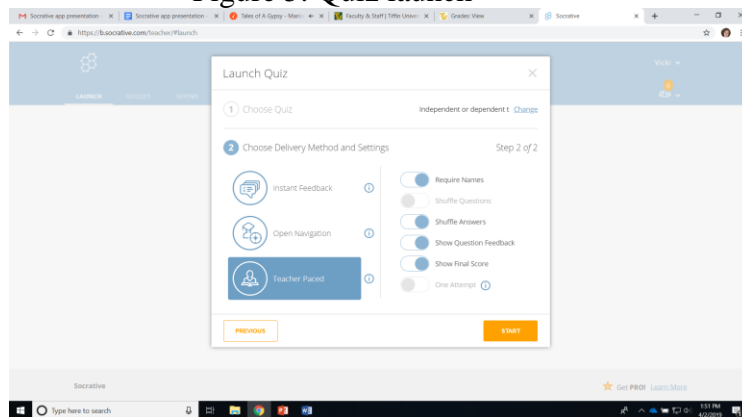 Figure 3: Quiz launch
Socrative app presentation
Socrative app presentation
Tales of A Gypsy - Marc
Faculty & Staff | Tiffin Univer
Grades: View
Socrative
https://b.socrative.com/teacher/#launch
Vicki
LAUNCH
Launch Quiz
1 Choose Quiz
Independent or dependent t Change
2 Choose Delivery Method and Settings
Step 2 of 2
Instant Feedback
Open Navigation
Teacher Paced
Require Names
Shuffle Questions
Shuffle Answers
Show Question Feedback
Show Final Score
One Attempt
PREVIOUS
START
Socrative
Get PRO! Learn More
Type here to search
1:51 PM
4/2/2019